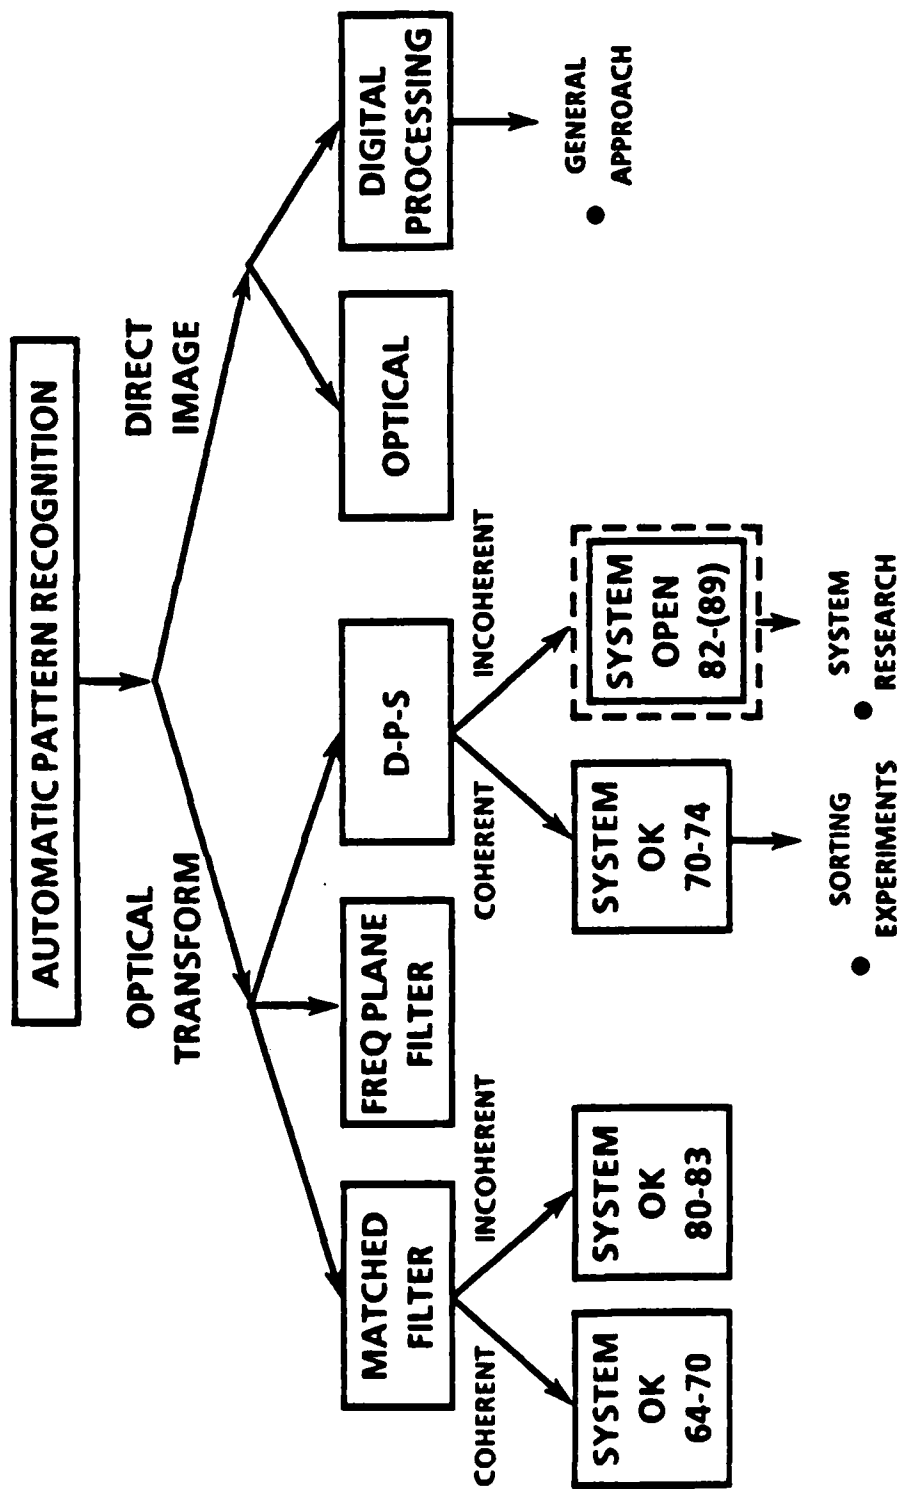 AUTOMATIC PATTERN RECOGNITION
OPTICAL
TRANSFORM
DIRECT
IMAGE
MATCHED
FILTER
FREQ PLANE
FILTER
D-P-S
OPTICAL
DIGITAL
PROCESSING
COHERENT
INCOHERENT
COHERENT
INCOHERENT
SYSTEM
OK
64-70
SYSTEM
OK
80-83
SYSTEM
OK
70-74
SYSTEM
OPEN
82-(89)
● GENERAL
APPROACH
● SORTING
EXPERIMENTS
● SYSTEM
RESEARCH